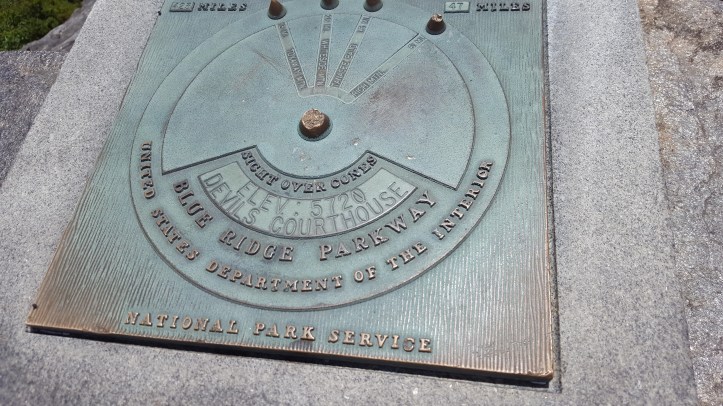 MILES
47 MILES
SIGHT OVER CONES
ELEV: 5720
DEVILS COURTHOUSE
BLUE RIDGE PARKWAY
UNITED STATES DEPARTMENT OF THE INTERIOR
NATIONAL PARK SERVICE